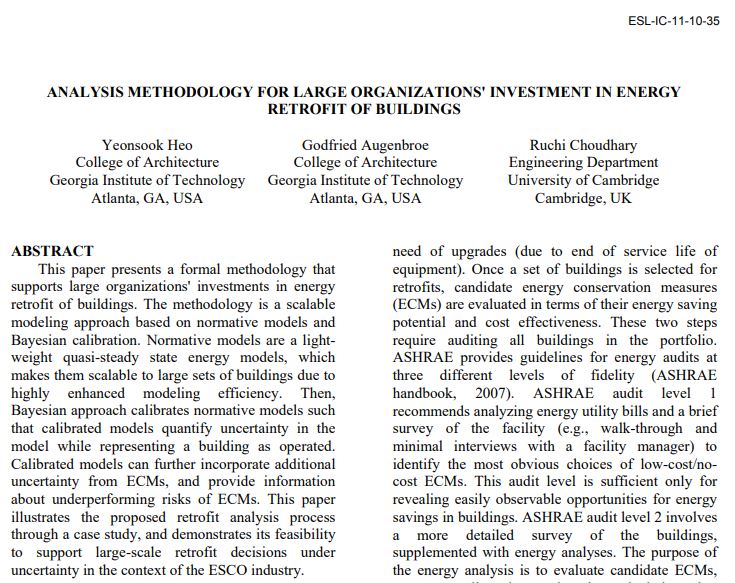 ESL-IC-11-10-35
ANALYSIS METHODOLOGY FOR LARGE ORGANIZATIONS' INVESTMENT IN ENERGY
RETROFIT OF BUILDINGS
Yeonsook Heo
College of Architecture
Georgia Institute of Technology
Atlanta, GA, USA
Godfried Augenbroe
College of Architecture
Georgia Institute of Technology
Atlanta, GA, USA
Ruchi Choudhary
Engineering Department
University of Cambridge
Cambridge, UK
ABSTRACT
This paper presents a formal methodology that
supports large organizations' investments in energy
retrofit of buildings. The methodology is a scalable
modeling approach based on normative models and
Bayesian calibration. Normative models are a light-
weight quasi-steady state energy models, which
makes them scalable to large sets of buildings due to
highly enhanced modeling efficiency. Then,
Bayesian approach calibrates normative models such
that calibrated models quantify uncertainty in the
model while representing a building as operated.
Calibrated models can further incorporate additional
uncertainty from ECMs, and provide information
about underperforming risks of ECMs. This paper
illustrates the proposed retrofit analysis process
through a case study, and demonstrates its feasibility
to support large-scale retrofit decisions under
uncertainty in the context of the ESCO industry.
need of upgrades (due to end of service life of
equipment). Once a set of buildings is selected for
retrofits, candidate energy conservation measures
(ECMs) are evaluated in terms of their energy saving
potential and cost effectiveness. These two steps
require auditing all buildings in the portfolio.
ASHRAE provides guidelines for energy audits at
three different levels of fidelity (ASHRAE
handbook, 2007). ASHRAE audit level 1
recommends analyzing energy utility bills and a brief
survey of the facility (e.g., walk-through and
minimal interviews with a facility manager) to
identify the most obvious choices of low-cost/no-
cost ECMs. This audit level is sufficient only for
revealing easily observable opportunities for energy
savings in buildings. ASHRAE audit level 2 involves
a more detailed survey of the buildings,
supplemented with energy analyses. The purpose of
the energy analysis is to evaluate candidate ECMs,